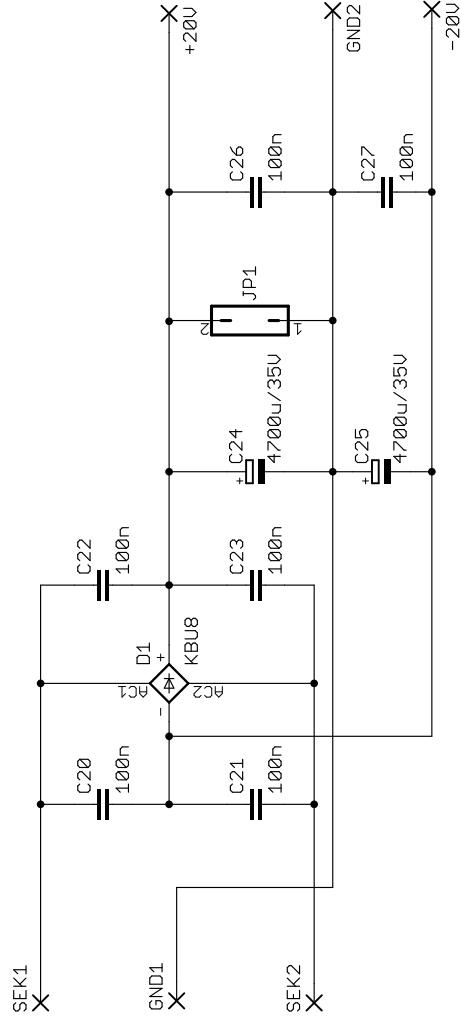 SEK1
GND1
SEK2
C20
100n
C21
100n
D1
KBU8
AC1
AC2
+
-
C22
100n
C23
100n
C24
4700u/35V
+
C25
4700u/35V
+
JP1
2
1
C26
100n
C27
100n
+20V
GND2
-20V